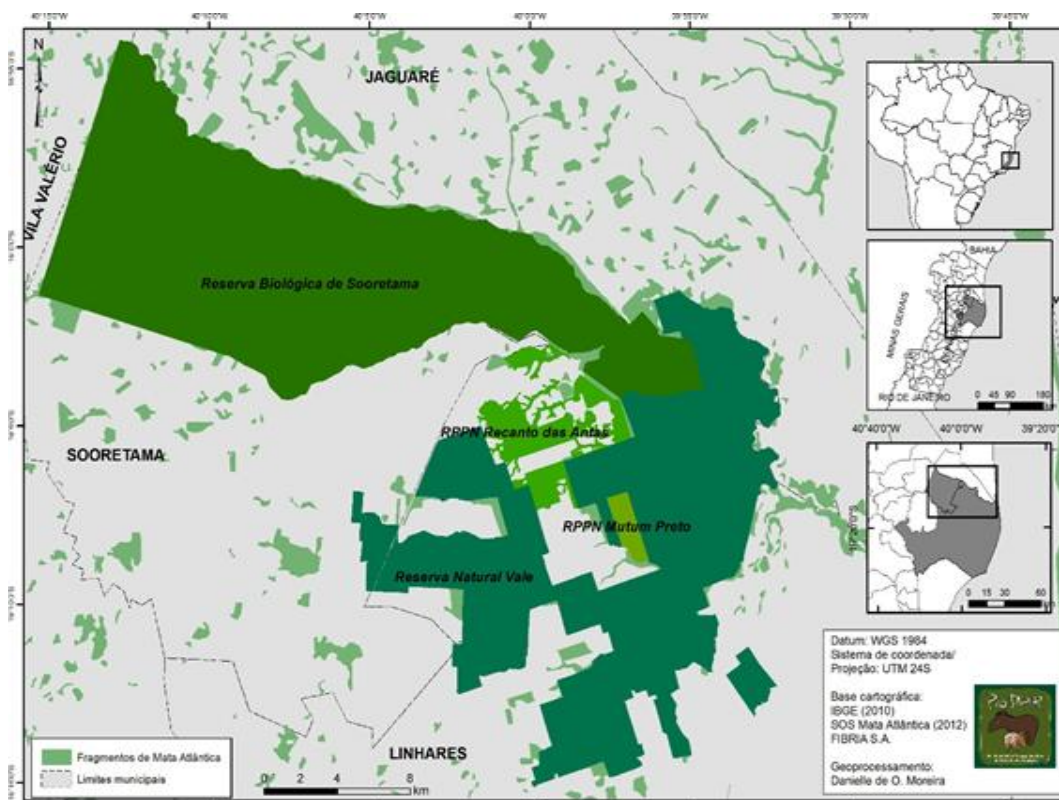 40°15'0"W
40°10'0"W
40°5'0"W
40°0'0"W
39°55'0"W
39°50'0"W
39°45'0"W
N
JAGUARÉ
VILA VALÉRIO
Reserva Biológica de Sooretama
SOORETAMA
RPPN Recanto das Antas
RPPN Mutum Preto
Reserva Natural Vale
LINHARES
BAHIA
MINAS GERAIS
RIO DE JANEIRO
0 45 90 180
40°40'0"W
40°0'0"W
39°20'0"W
0 15 30 60
Fragmentos de Mata Atlântica
Limites municipais
0 2 4 8
km
Datum: WGS 1984
Sistema de coordenada/
Projeção: UTM 24S
Base cartográfica:
IBGE (2010)
SOS Mata Atlântica (2012)
FIBRIA S.A.
Geoprocessamento:
Danielle de O. Moreira